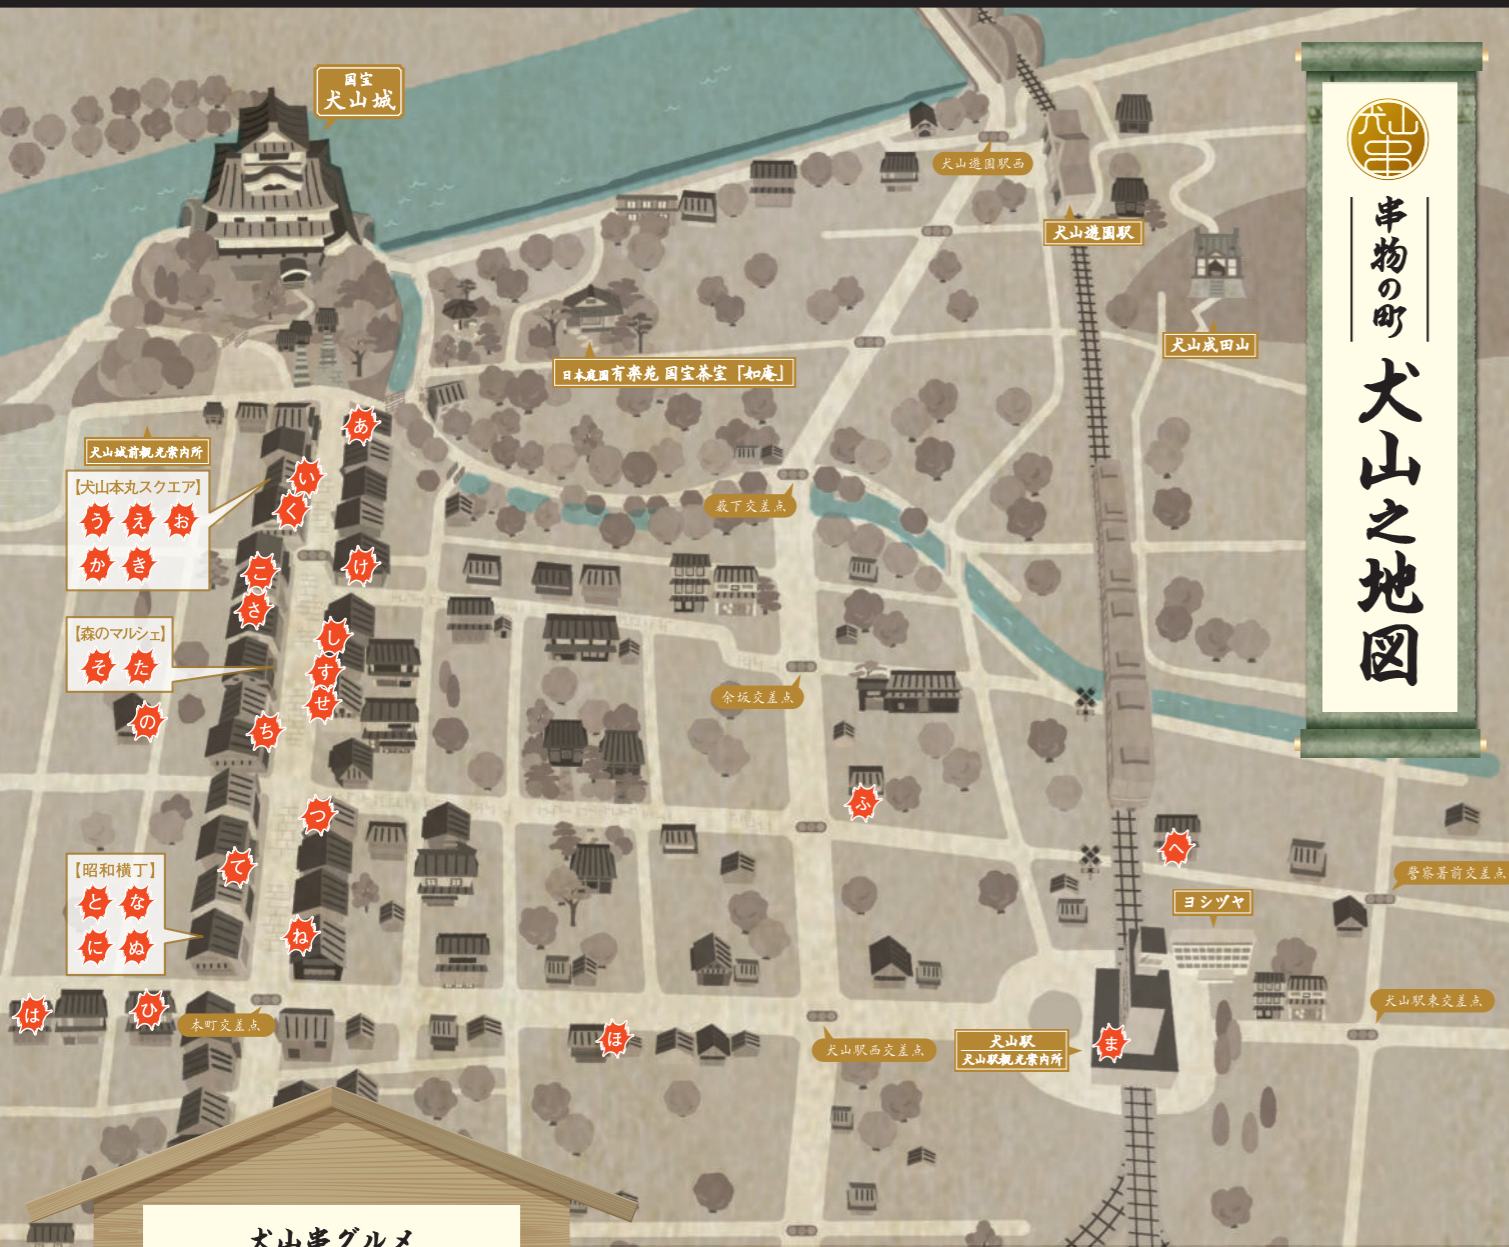 国宝
犬山城
犬山遊園駅西
犬山遊園駅
犬山成田山
日本庭園有楽苑 国宝茶室「如庵」
犬山城前観光案内所
【犬山本丸スクエア】
う え お
か き
【森のマルシェ】
そ た
【昭和横丁】
と な
に ぬ
あ
い
く
け
こ
さ
し
す
せ
の
ち
つ
て
ね
は
ひ
ふ
へ
ほ
ま
薮下交差点
余坂交差点
本町交差点
犬山駅西交差点
犬山駅
犬山駅観光案内所
ヨシヅヤ
警察署前交差点
犬山駅東交差点
犬山串
串物の町
犬山之地図
犬山串グルメ